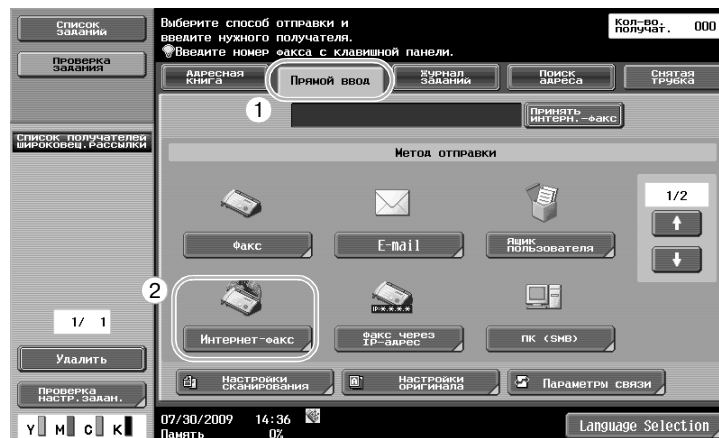 Список
заданий
Проверка
задания
Список получателей
широковещ.рассылки
1/ 1
Удалить
Проверка
настр.задан.
Y M C K
Выберите способ отправки и
введите нужного получателя.
Введите номер факса с клавишной панели.
Кол-во.
получат. 000
Адресная
книга
Прямой ввод
Журнал
заданий
Поиск
адреса
Снятая
трубка
1
Принять
интерн.-факс
Метод отправки
Факс
E-mail
Ящик
пользователя
1/2
2
Интернет-факс
IP-*.*.*.*
Факс через
IP-адрес
ПК (SMB)
Настройки
сканирования
Настройки
оригинала
Параметры связи
07/30/2009 14:36
Память 0%
Language Selection